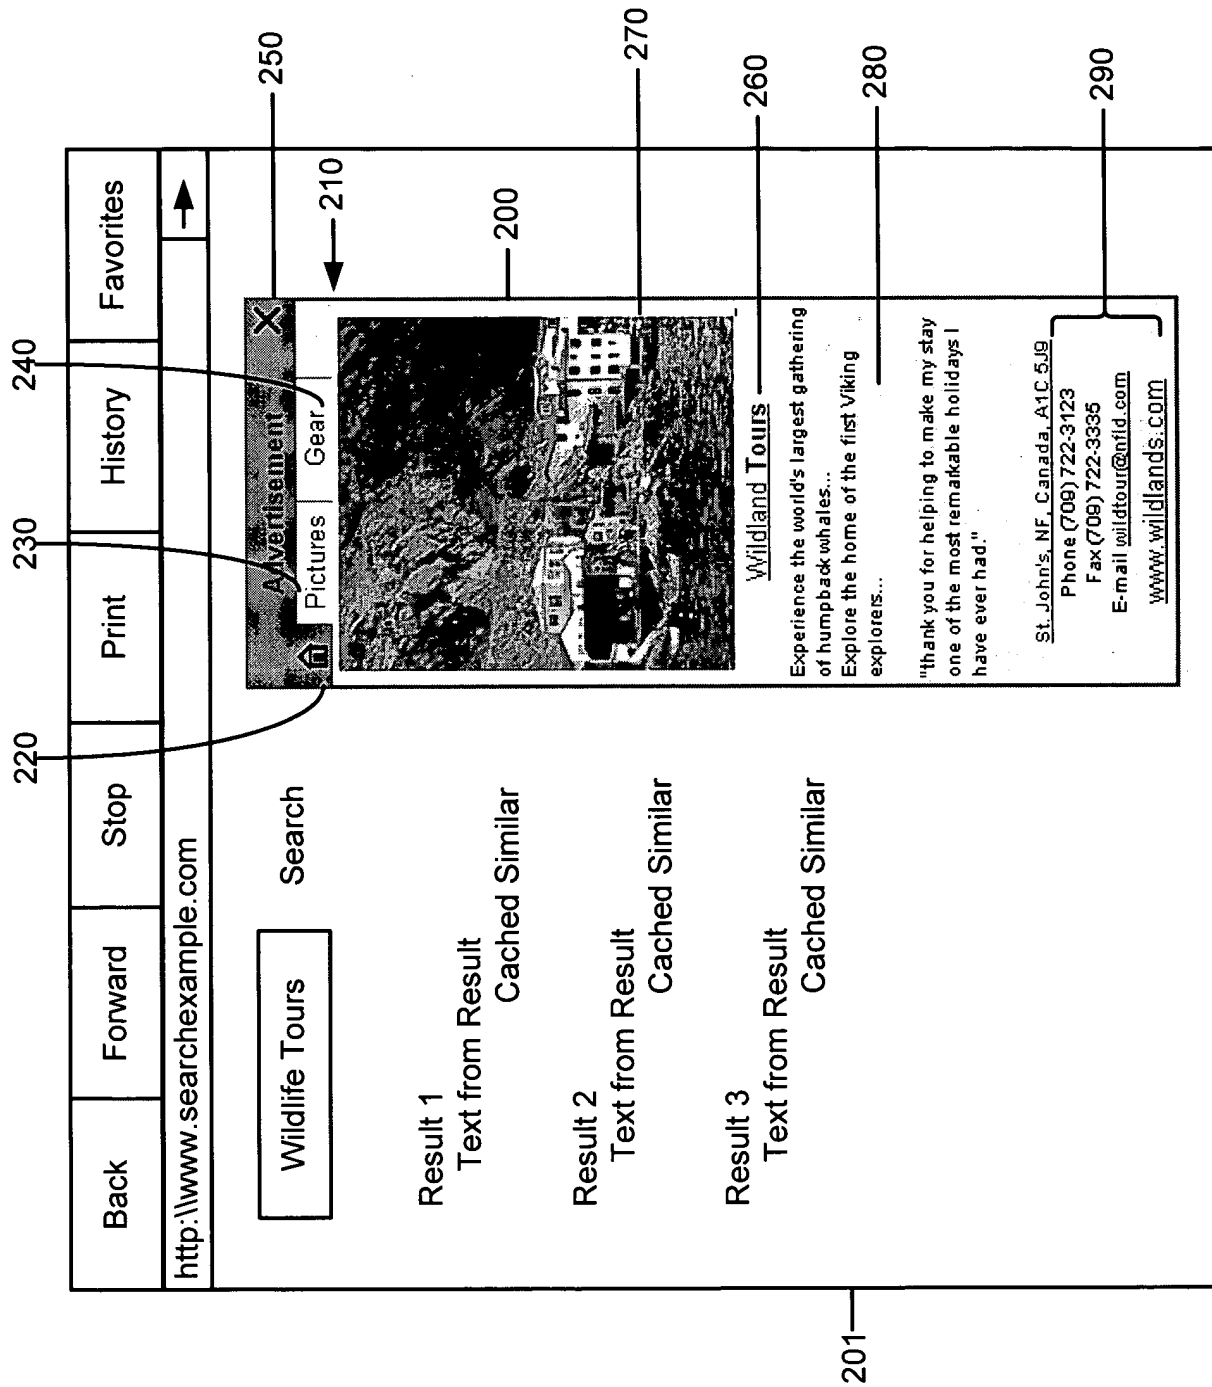 Back Forward Stop Print History Favorites
http:\\www.searchexample.com
Wildlife Tours Search
Result 1
Text from Result
Cached Similar
Result 2
Text from Result
Cached Similar
Result 3
Text from Result
Cached Similar
Advertisement X
Pictures Gear
Wildland Tours
Experience the world's largest gathering
of humpback whales...
Explore the home of the first Viking
explorers...
"thank you for helping to make my stay
one of the most remarkable holidays I
have ever had."
St. John's, NF, Canada, A1C 5J9
Phone (709) 722-3123
Fax (709) 722-3335
E-mail wildtour@nfld.com
www.wildlands.com
220
230
240
250
210
200
270
260
280
290
201